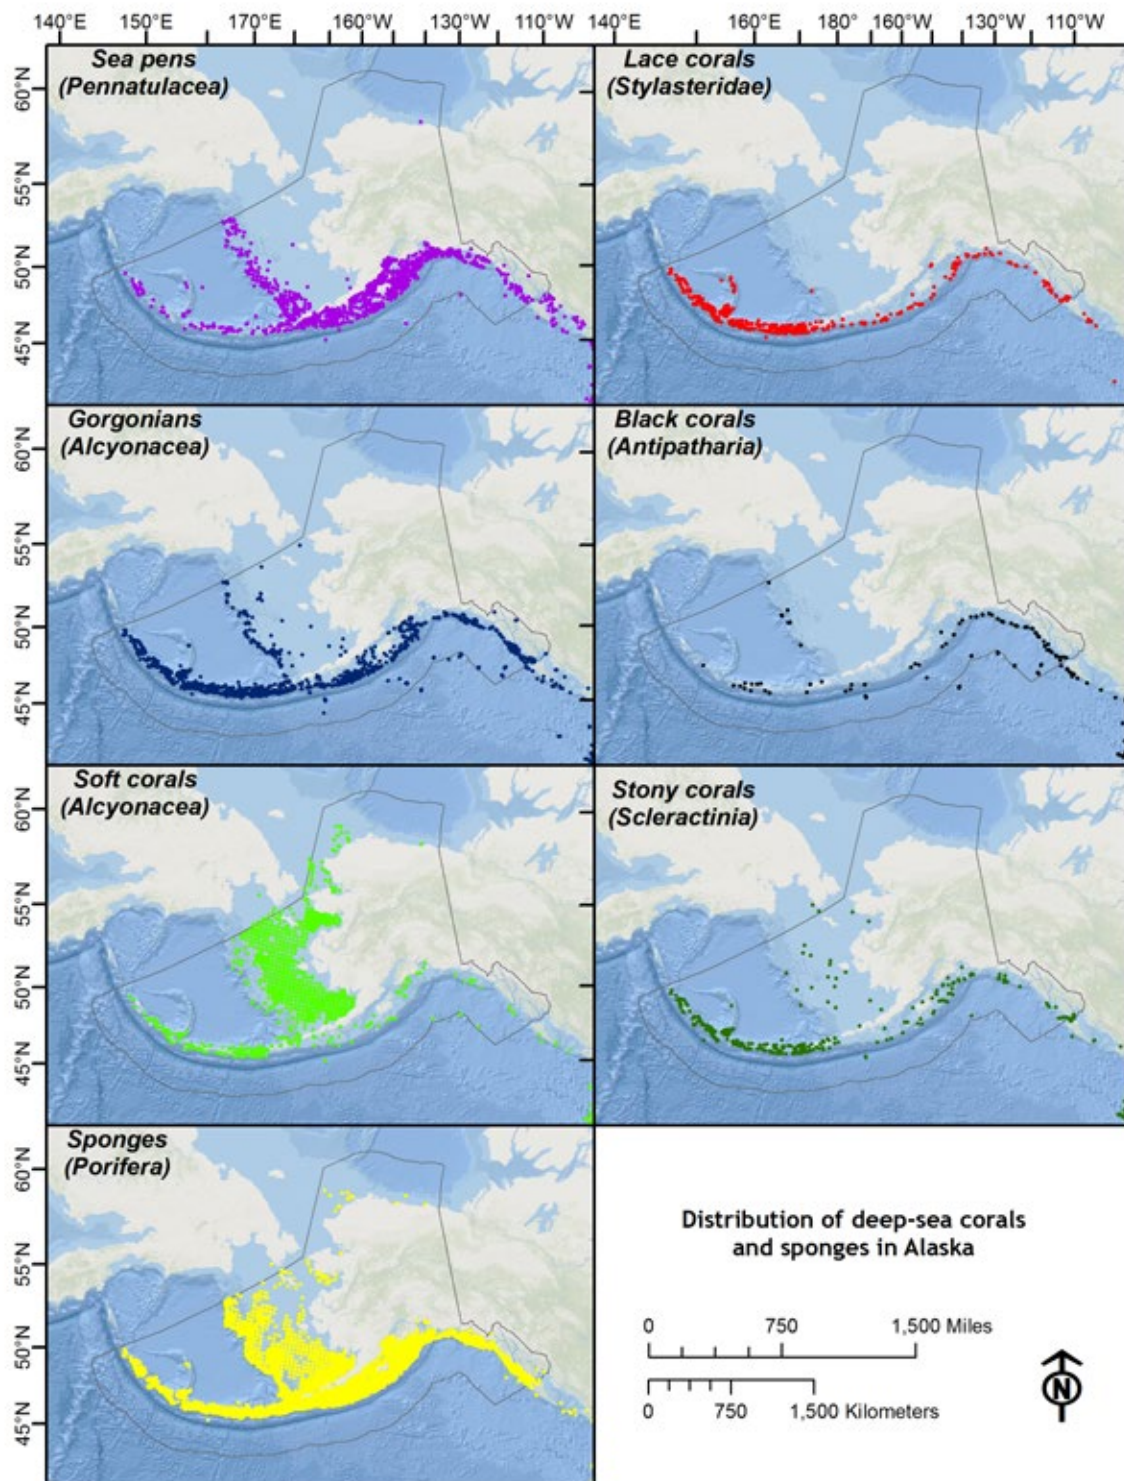 140°E 150°E 170°E 160°W 140°W 130°W 110°W
140°E 160°E 180°E 160°W 130°W 110°W
Sea pens
(Pennatulacea)
Lace corals
(Stylasteridae)
60°N
55°N
50°N
45°N
Gorgonians
(Alcyonacea)
Black corals
(Antipatharia)
60°N
55°N
50°N
45°N
Soft corals
(Alcyonacea)
Stony corals
(Scleractinia)
60°N
55°N
50°N
45°N
Sponges
(Porifera)
60°N
55°N
50°N
45°N
Distribution of deep-sea corals
and sponges in Alaska
0 750 1,500 Miles
0 750 1,500 Kilometers
N